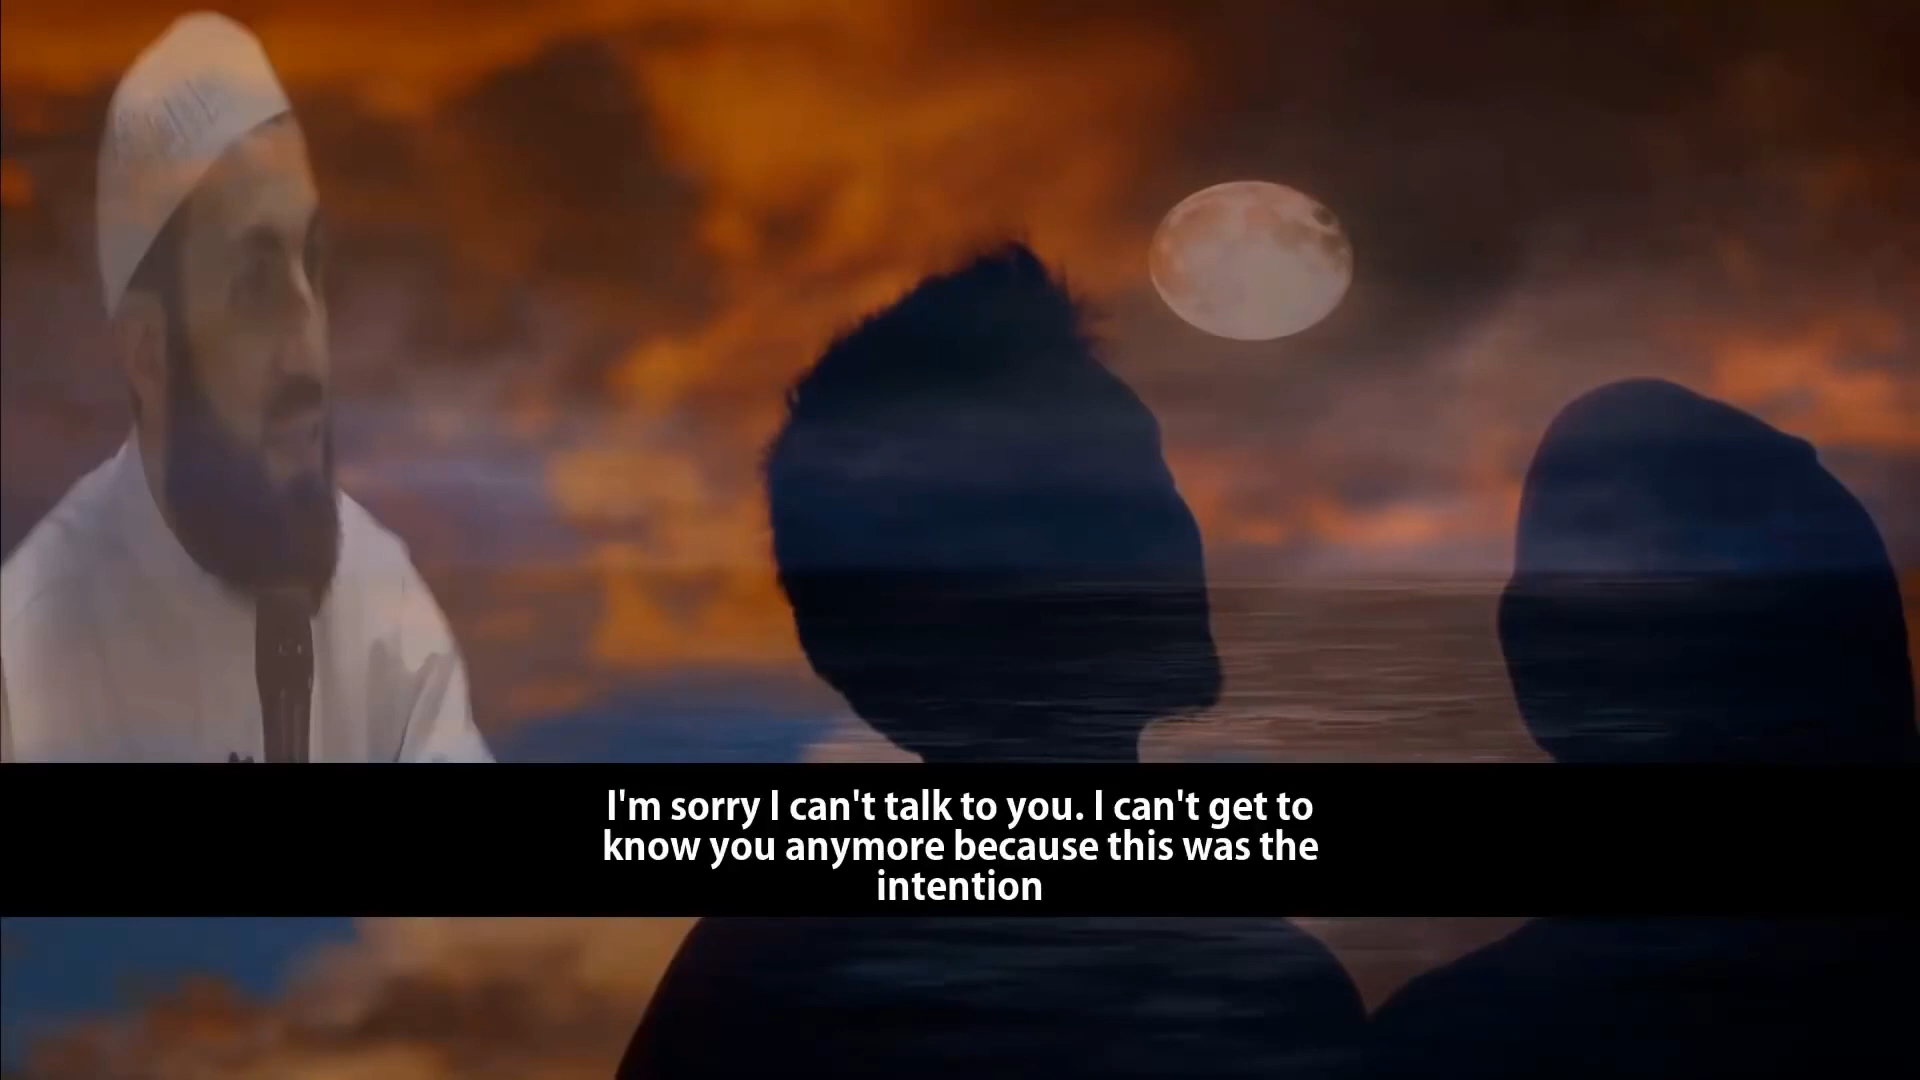 I'm sorry I can't talk to you. I can't get to
know you anymore because this was the
intention